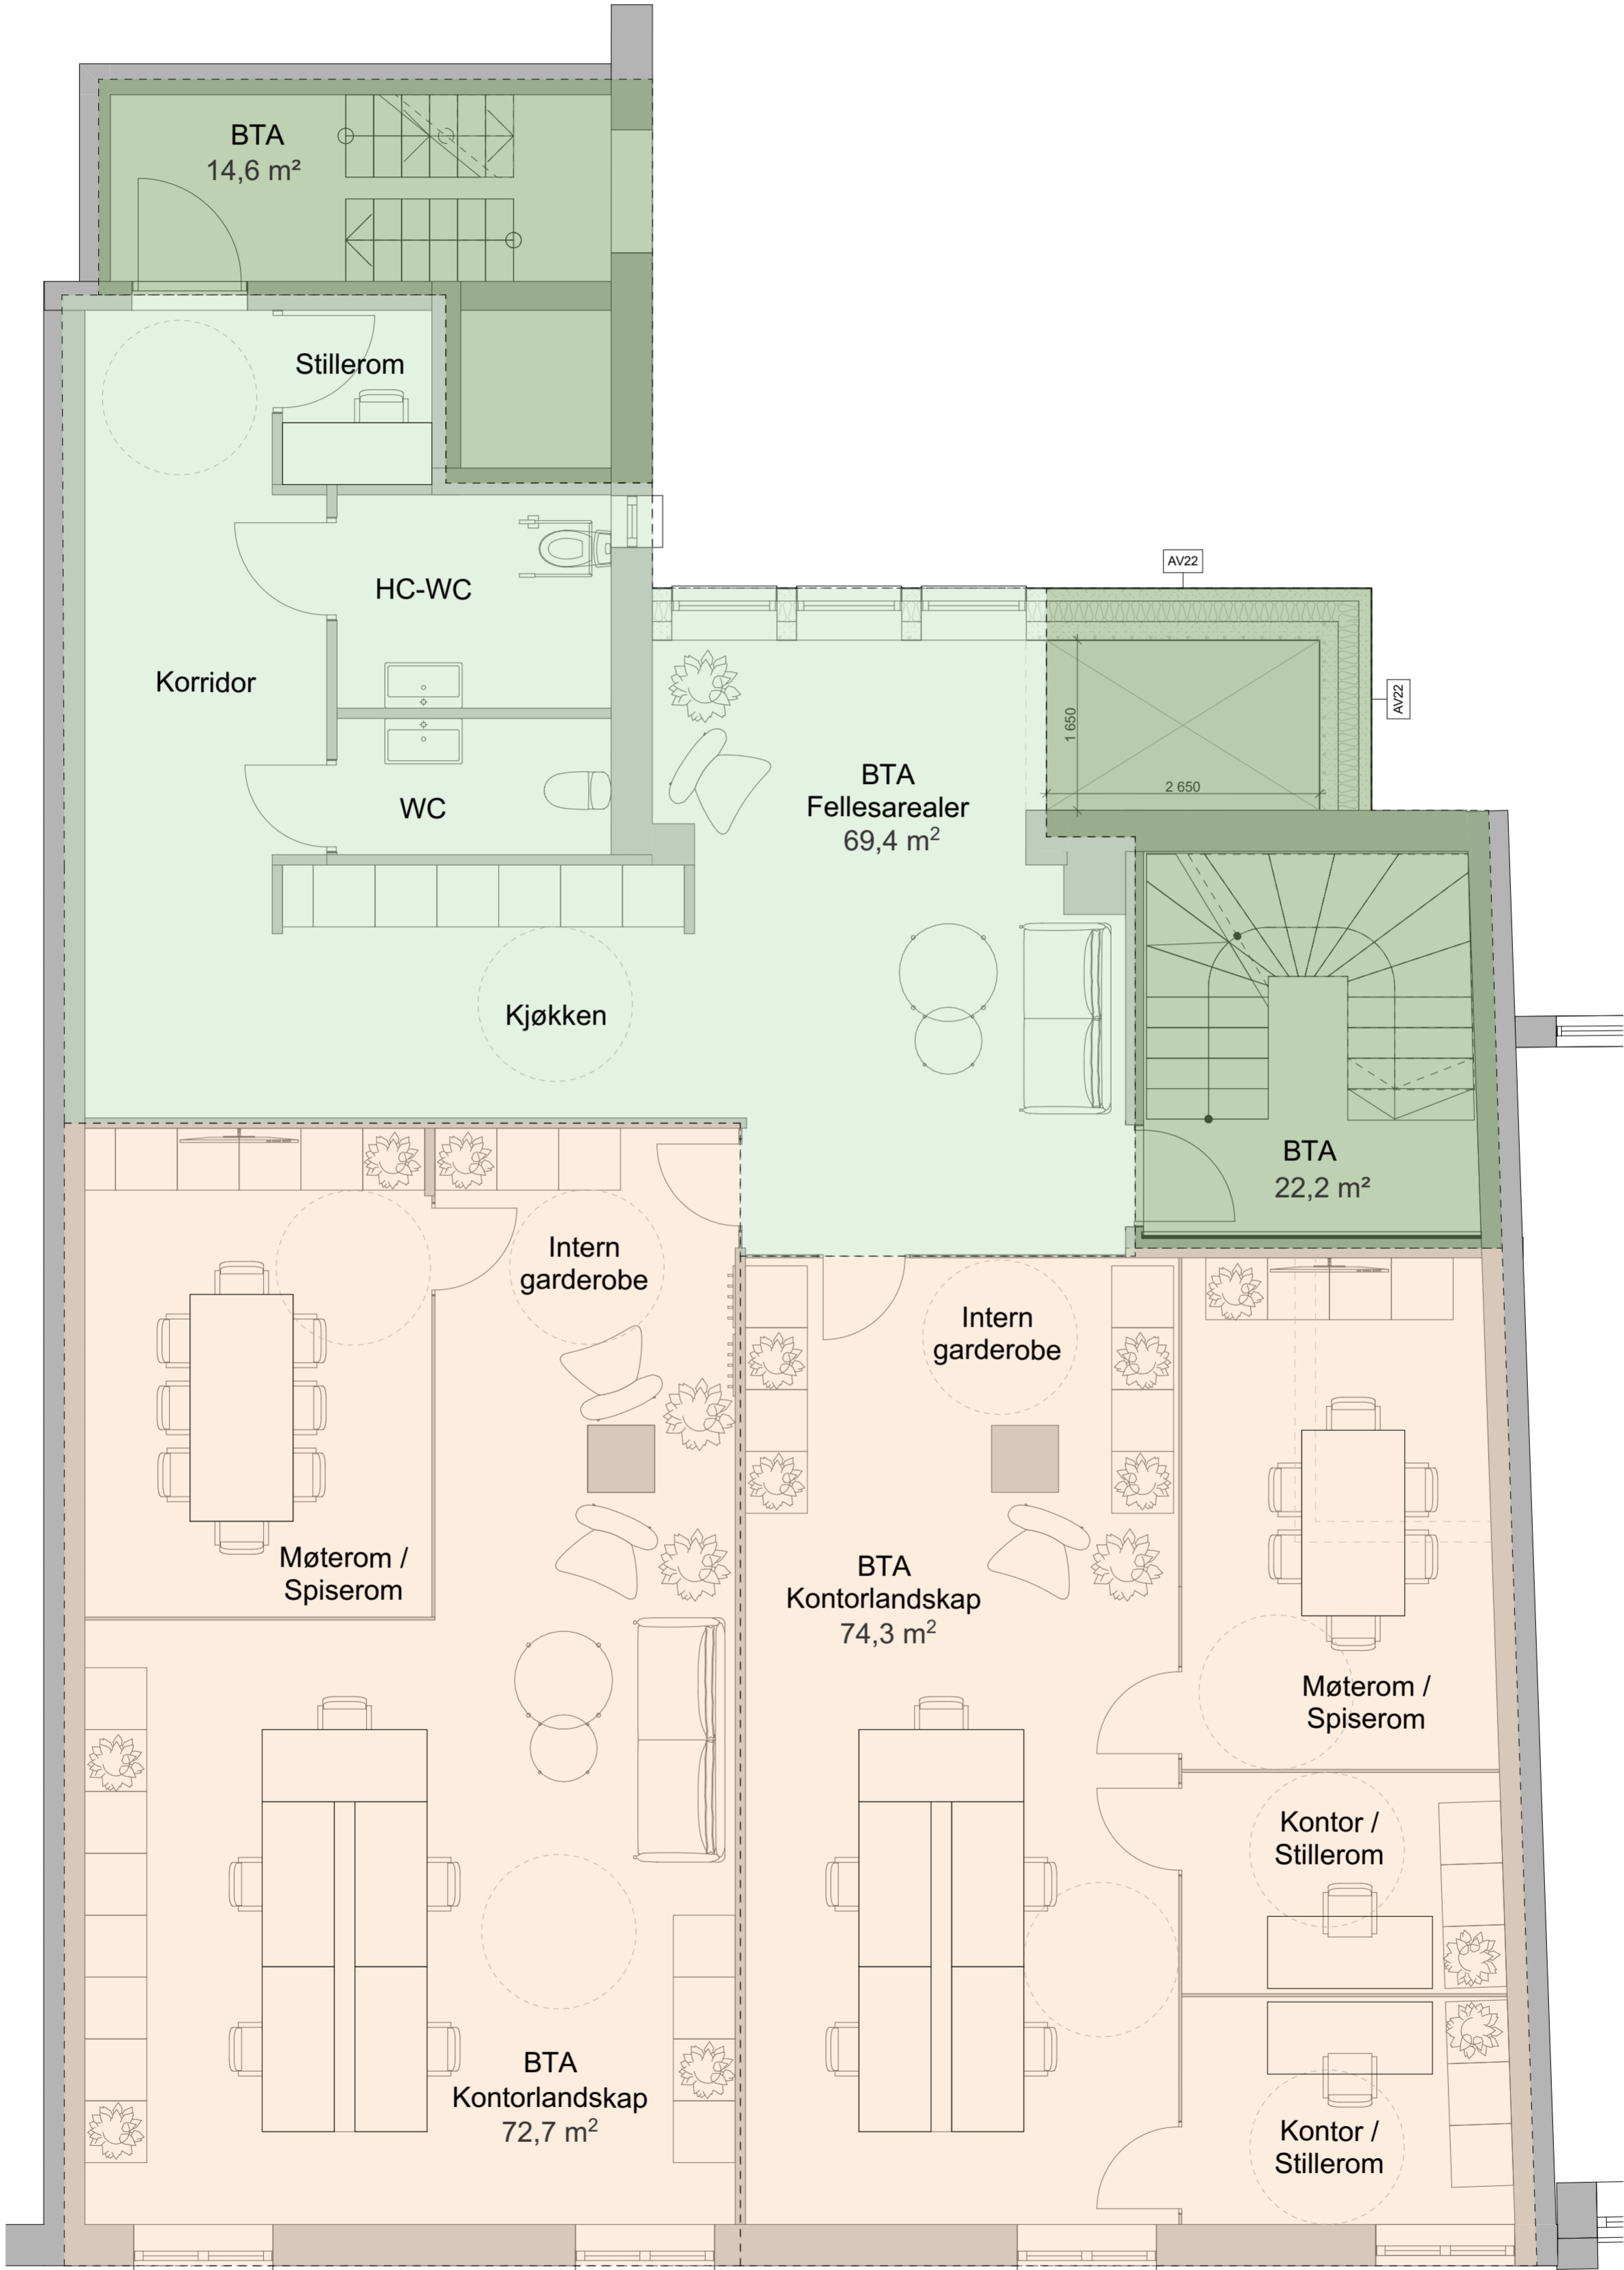 BTA
14,6 m²
Stillerom
HC-WC
AV22
Korridor
AV22
1 650
2 650
BTA
Fellesarealer
69,4 m²
WC
Kjøkken
BTA
22,2 m²
Intern
garderobe
Intern
garderobe
Møterom /
Spiserom
BTA
Kontorlandskap
74,3 m²
Møterom /
Spiserom
Kontor /
Stillerom
BTA
Kontorlandskap
72,7 m²
Kontor /
Stillerom